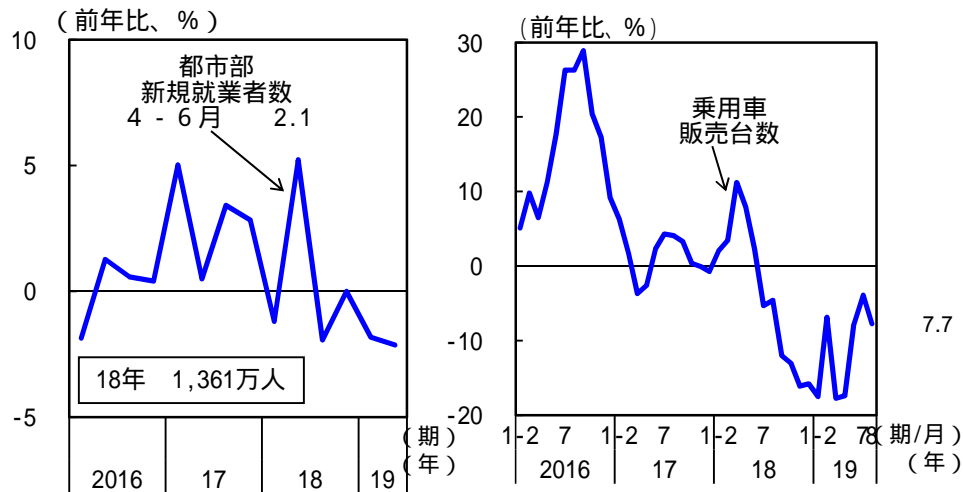 (前年比、%)
10
5
0
-5
都市部
新規就業者数
4-6月 2.1
18年 1,361万人
(期)
(年)
2016 17 18 19
(前年比、%)
30
20
10
0
-10
-20
乗用車
販売台数
7.7
1-2 7 1-2 7 1-2 7 1-2 78 (期/月)
2016 17 18 19 (年)